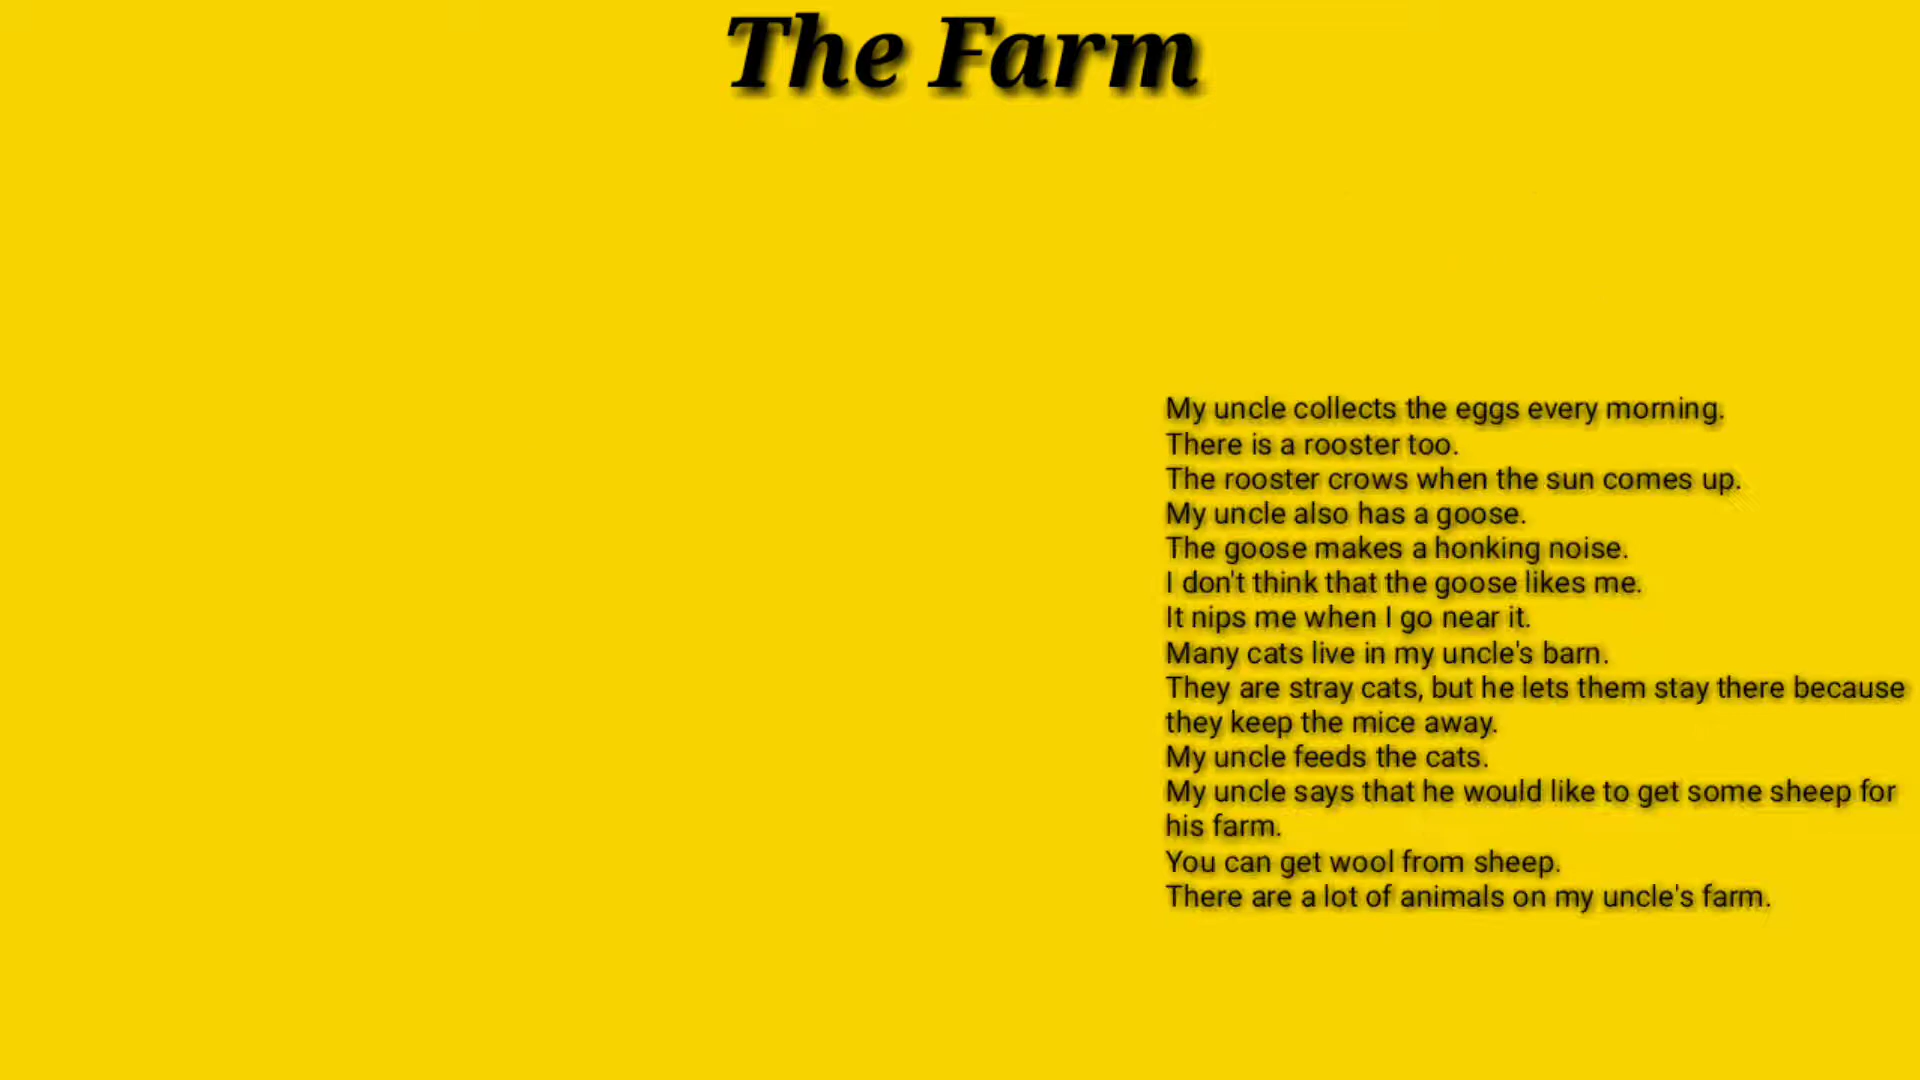 The Farm
My uncle collects the eggs every morning.
There is a rooster too.
The rooster crows when the sun comes up.
My uncle also has a goose.
The goose makes a honking noise.
I don't think that the goose likes me.
It nips me when I go near it.
Many cats live in my uncle's barn.
They are stray cats, but he lets them stay there because
they keep the mice away.
My uncle feeds the cats.
My uncle says that he would like to get some sheep for
his farm.
You can get wool from sheep.
There are a lot of animals on my uncle's farm.